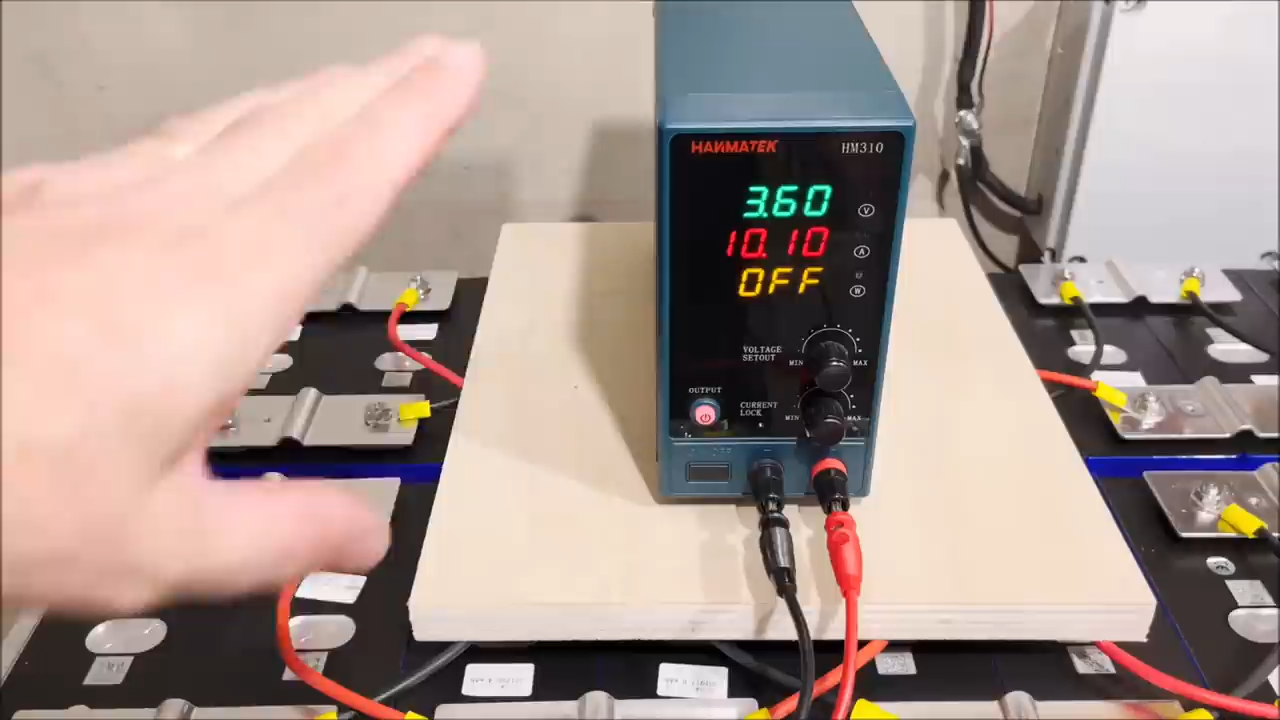 HANMATEK HM310
3.60 V
10.10 A
OFF W
VOLTAGE
SETOUT
MIN MAX
OUTPUT
CURRENT
LOCK
MIN MAX